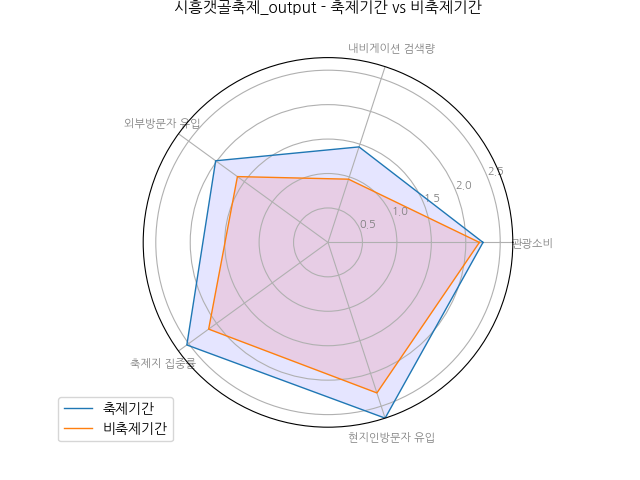 시흥갯골축제_output - 축제기간 vs 비축제기간
내비게이션 검색량
외부방문자 유입
2.5
2.0
1.5
1.0
0.5
관광소비
축제지 집중률
축제기간
비축제기간
현지인방문자 유입